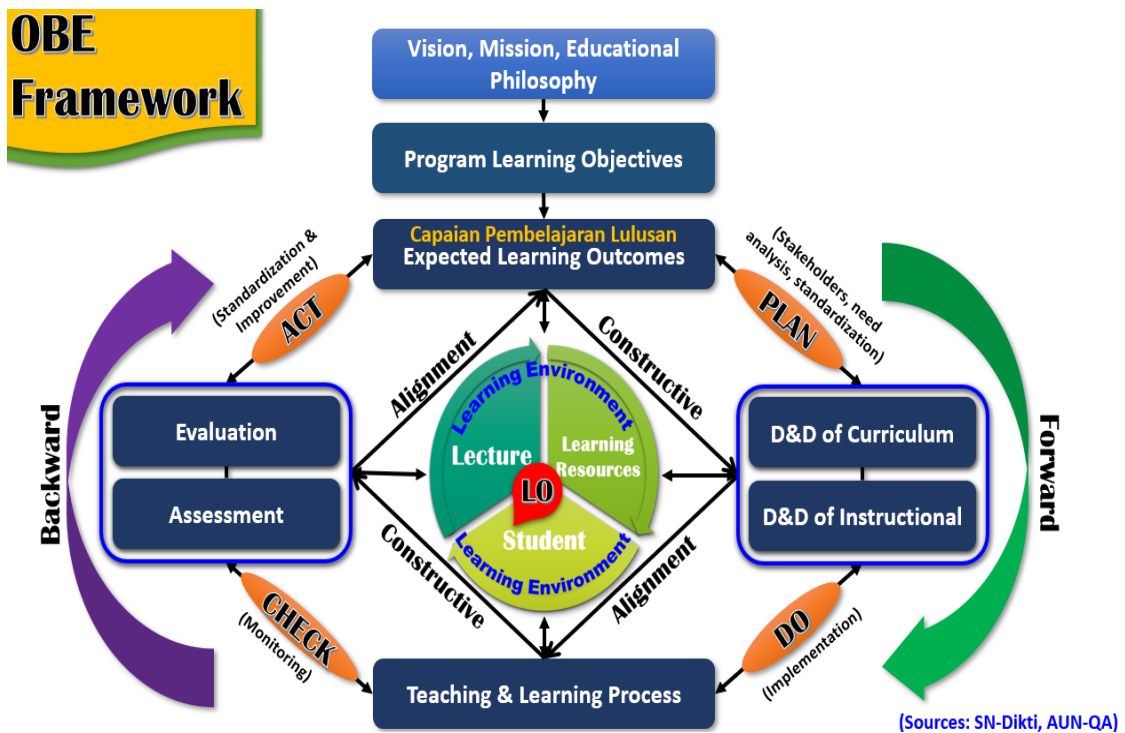 OBE
Framework
Vision, Mission, Educational
Philosophy
Program Learning Objectives
Capaian Pembelajaran Lulusan
Expected Learning Outcomes
(Standardization &
Improvement)
ACT
(Stakeholders, need
analysis, standardization)
PLAN
Alignment
Constructive
Learning Environment
Lecture
Learning
Resources
LO
Student
Learning Environment
Evaluation
Assessment
D&D of Curriculum
D&D of Instructional
Backward
Forward
Constructive
Alignment
CHECK
(Monitoring)
DO
(Implementation)
Teaching & Learning Process
(Sources: SN-Dikti, AUN-QA)